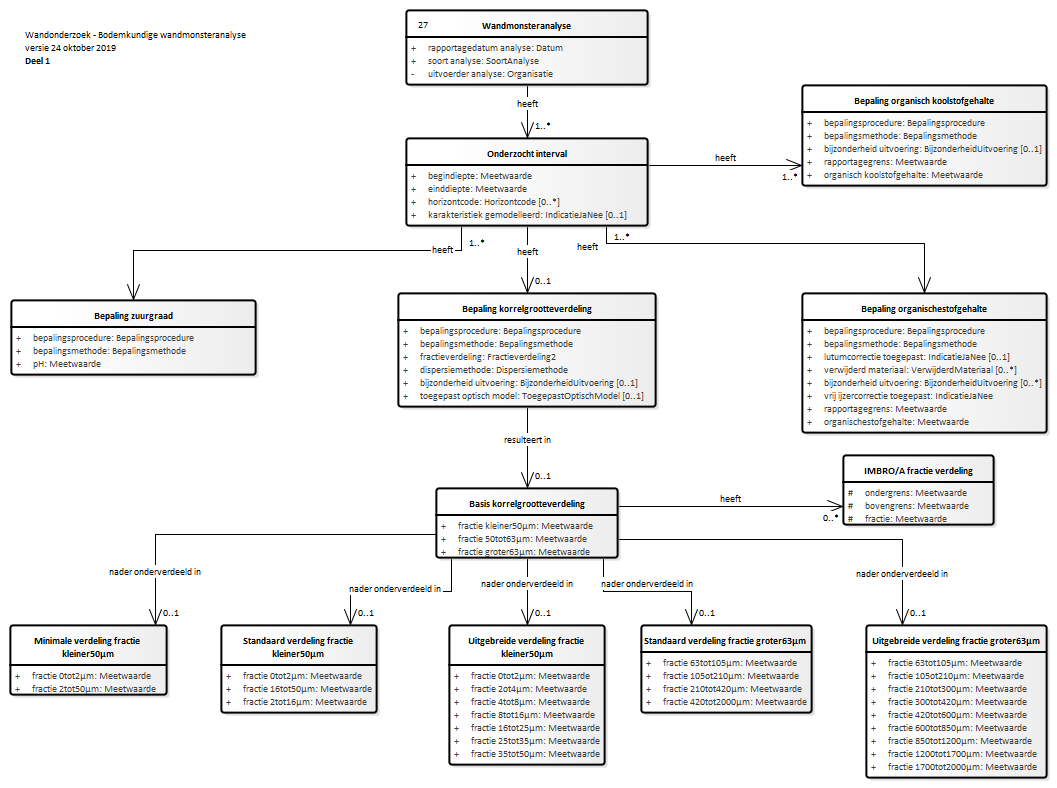 Wandonderzoek - Bodemkundige wandmonsteranalyse
versie 24 oktober 2019
Deel 1
27
Wandmonsteranalyse
+ rapportagedatum analyse: Datum
+ soort analyse: SoortAnalyse
- uitvoerder analyse: Organisatie
heeft
1..*
Onderzocht interval
+ begindiepte: Meetwaarde
+ einddiepte: Meetwaarde
+ horizontcode: Horizontcode [0..*]
+ karakteristiek gemodelleerd: IndicatieJaNee [0..1]
heeft
1..*
Bepaling organisch koolstofgehalte
+ bepalingsprocedure: Bepalingsprocedure
+ bepalingsmethode: Bepalingsmethode
+ bijzonderheid uitvoering: BijzonderheidUitvoering [0..1]
+ rapportagegrens: Meetwaarde
+ organisch koolstofgehalte: Meetwaarde
heeft
1..*
heeft
0..1
heeft
1..*
Bepaling zuurgraad
+ bepalingsprocedure: Bepalingsprocedure
+ bepalingsmethode: Bepalingsmethode
+ pH: Meetwaarde
Bepaling korrelgrootteverdeling
+ bepalingsprocedure: Bepalingsprocedure
+ bepalingsmethode: Bepalingsmethode
+ fractieverdeling: Fractieverdeling2
+ dispersiemethode: Dispersiemethode
+ bijzonderheid uitvoering: BijzonderheidUitvoering [0..1]
+ toegepast optisch model: ToegepastOptischModel [0..1]
Bepaling organischestofgehalte
+ bepalingsprocedure: Bepalingsprocedure
+ bepalingsmethode: Bepalingsmethode
+ lutumcorrectie toegepast: IndicatieJaNee [0..1]
+ verwijderd materiaal: VerwijderdMateriaal [0..*]
+ bijzonderheid uitvoering: BijzonderheidUitvoering [0..*]
+ vrij ijzercorrectie toegepast: IndicatieJaNee
+ rapportagegrens: Meetwaarde
+ organischestofgehalte: Meetwaarde
resulteert in
0..1
Basis korrelgrootteverdeling
+ fractie kleiner50µm: Meetwaarde
+ fractie 50tot63µm: Meetwaarde
+ fractie groter63µm: Meetwaarde
heeft
0..*
IMBRO/A fractie verdeling
# ondergrens: Meetwaarde
# bovengrens: Meetwaarde
# fractie: Meetwaarde
nader onderverdeeld in
0..1
nader onderverdeeld in
0..1
nader onderverdeeld in
0..1
nader onderverdeeld in
0..1
nader onderverdeeld in
0..1
Minimale verdeling fractie
kleiner50µm
+ fractie 0tot2µm: Meetwaarde
+ fractie 2tot50µm: Meetwaarde
Standaard verdeling fractie
kleiner50µm
+ fractie 0tot2µm: Meetwaarde
+ fractie 16tot50µm: Meetwaarde
+ fractie 2tot16µm: Meetwaarde
Uitgebreide verdeling fractie
kleiner50µm
+ fractie 0tot2µm: Meetwaarde
+ fractie 2ot4µm: Meetwaarde
+ fractie 4tot8µm: Meetwaarde
+ fractie 8tot16µm: Meetwaarde
+ fractie 16tot25µm: Meetwaarde
+ fractie 25tot35µm: Meetwaarde
+ fractie 35tot50µm: Meetwaarde
Standaard verdeling fractie groter63µm
+ fractie 63tot105µm: Meetwaarde
+ fractie 105ot210µm: Meetwaarde
+ fractie 210tot420µm: Meetwaarde
+ fractie 420tot2000µm: Meetwaarde
Uitgebreide verdeling fractie groter63µm
+ fractie 63tot105µm: Meetwaarde
+ fractie 105ot210µm: Meetwaarde
+ fractie 210tot300µm: Meetwaarde
+ fractie 300tot420µm: Meetwaarde
+ fractie 420tot600µm: Meetwaarde
+ fractie 600tot850µm: Meetwaarde
+ fractie 850tot1200µm: Meetwaarde
+ fractie 1200tot1700µm: Meetwaarde
+ fractie 1700tot2000µm: Meetwaarde